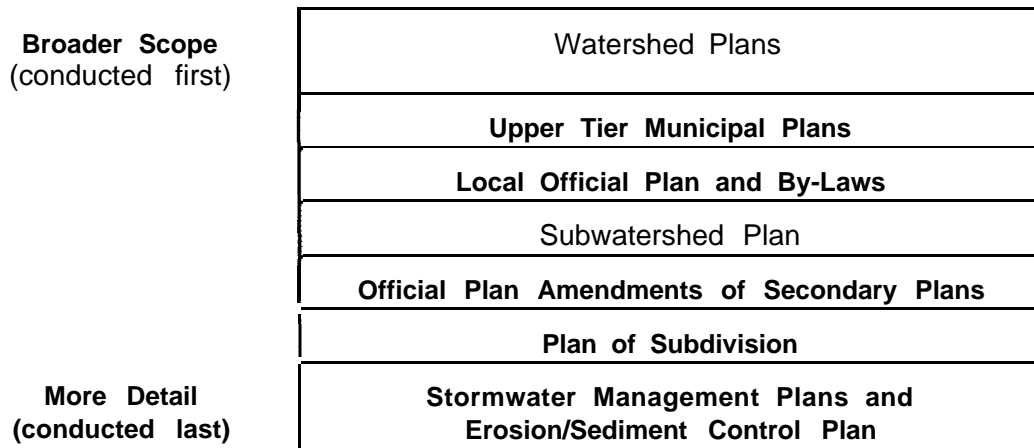 Broader Scope
(conducted first)
Watershed Plans
Upper Tier Municipal Plans
Local Official Plan and By-Laws
Subwatershed Plan
Official Plan Amendments of Secondary Plans
Plan of Subdivision
More Detail
(conducted last)
Stormwater Management Plans and
Erosion/Sediment Control Plan